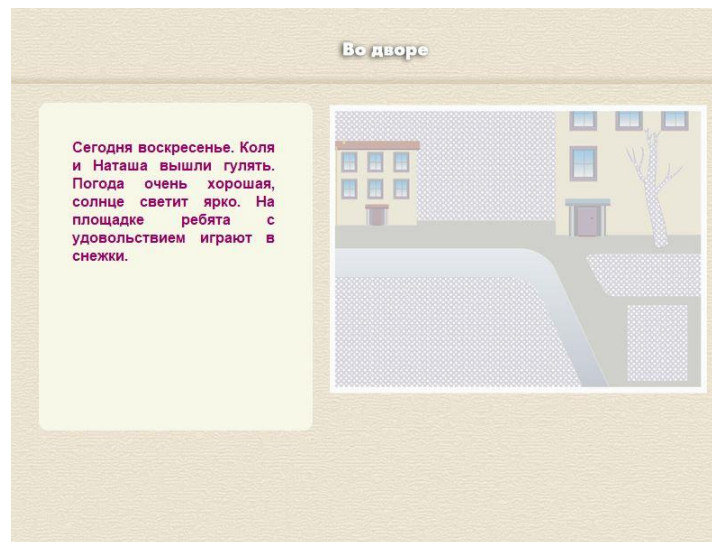 Во дворе
Сегодня воскресенье. Коля
и Наташа вышли гулять.
Погода очень хорошая,
солнце светит ярко. На
площадке ребята с
удовольствием играют в
снежки.